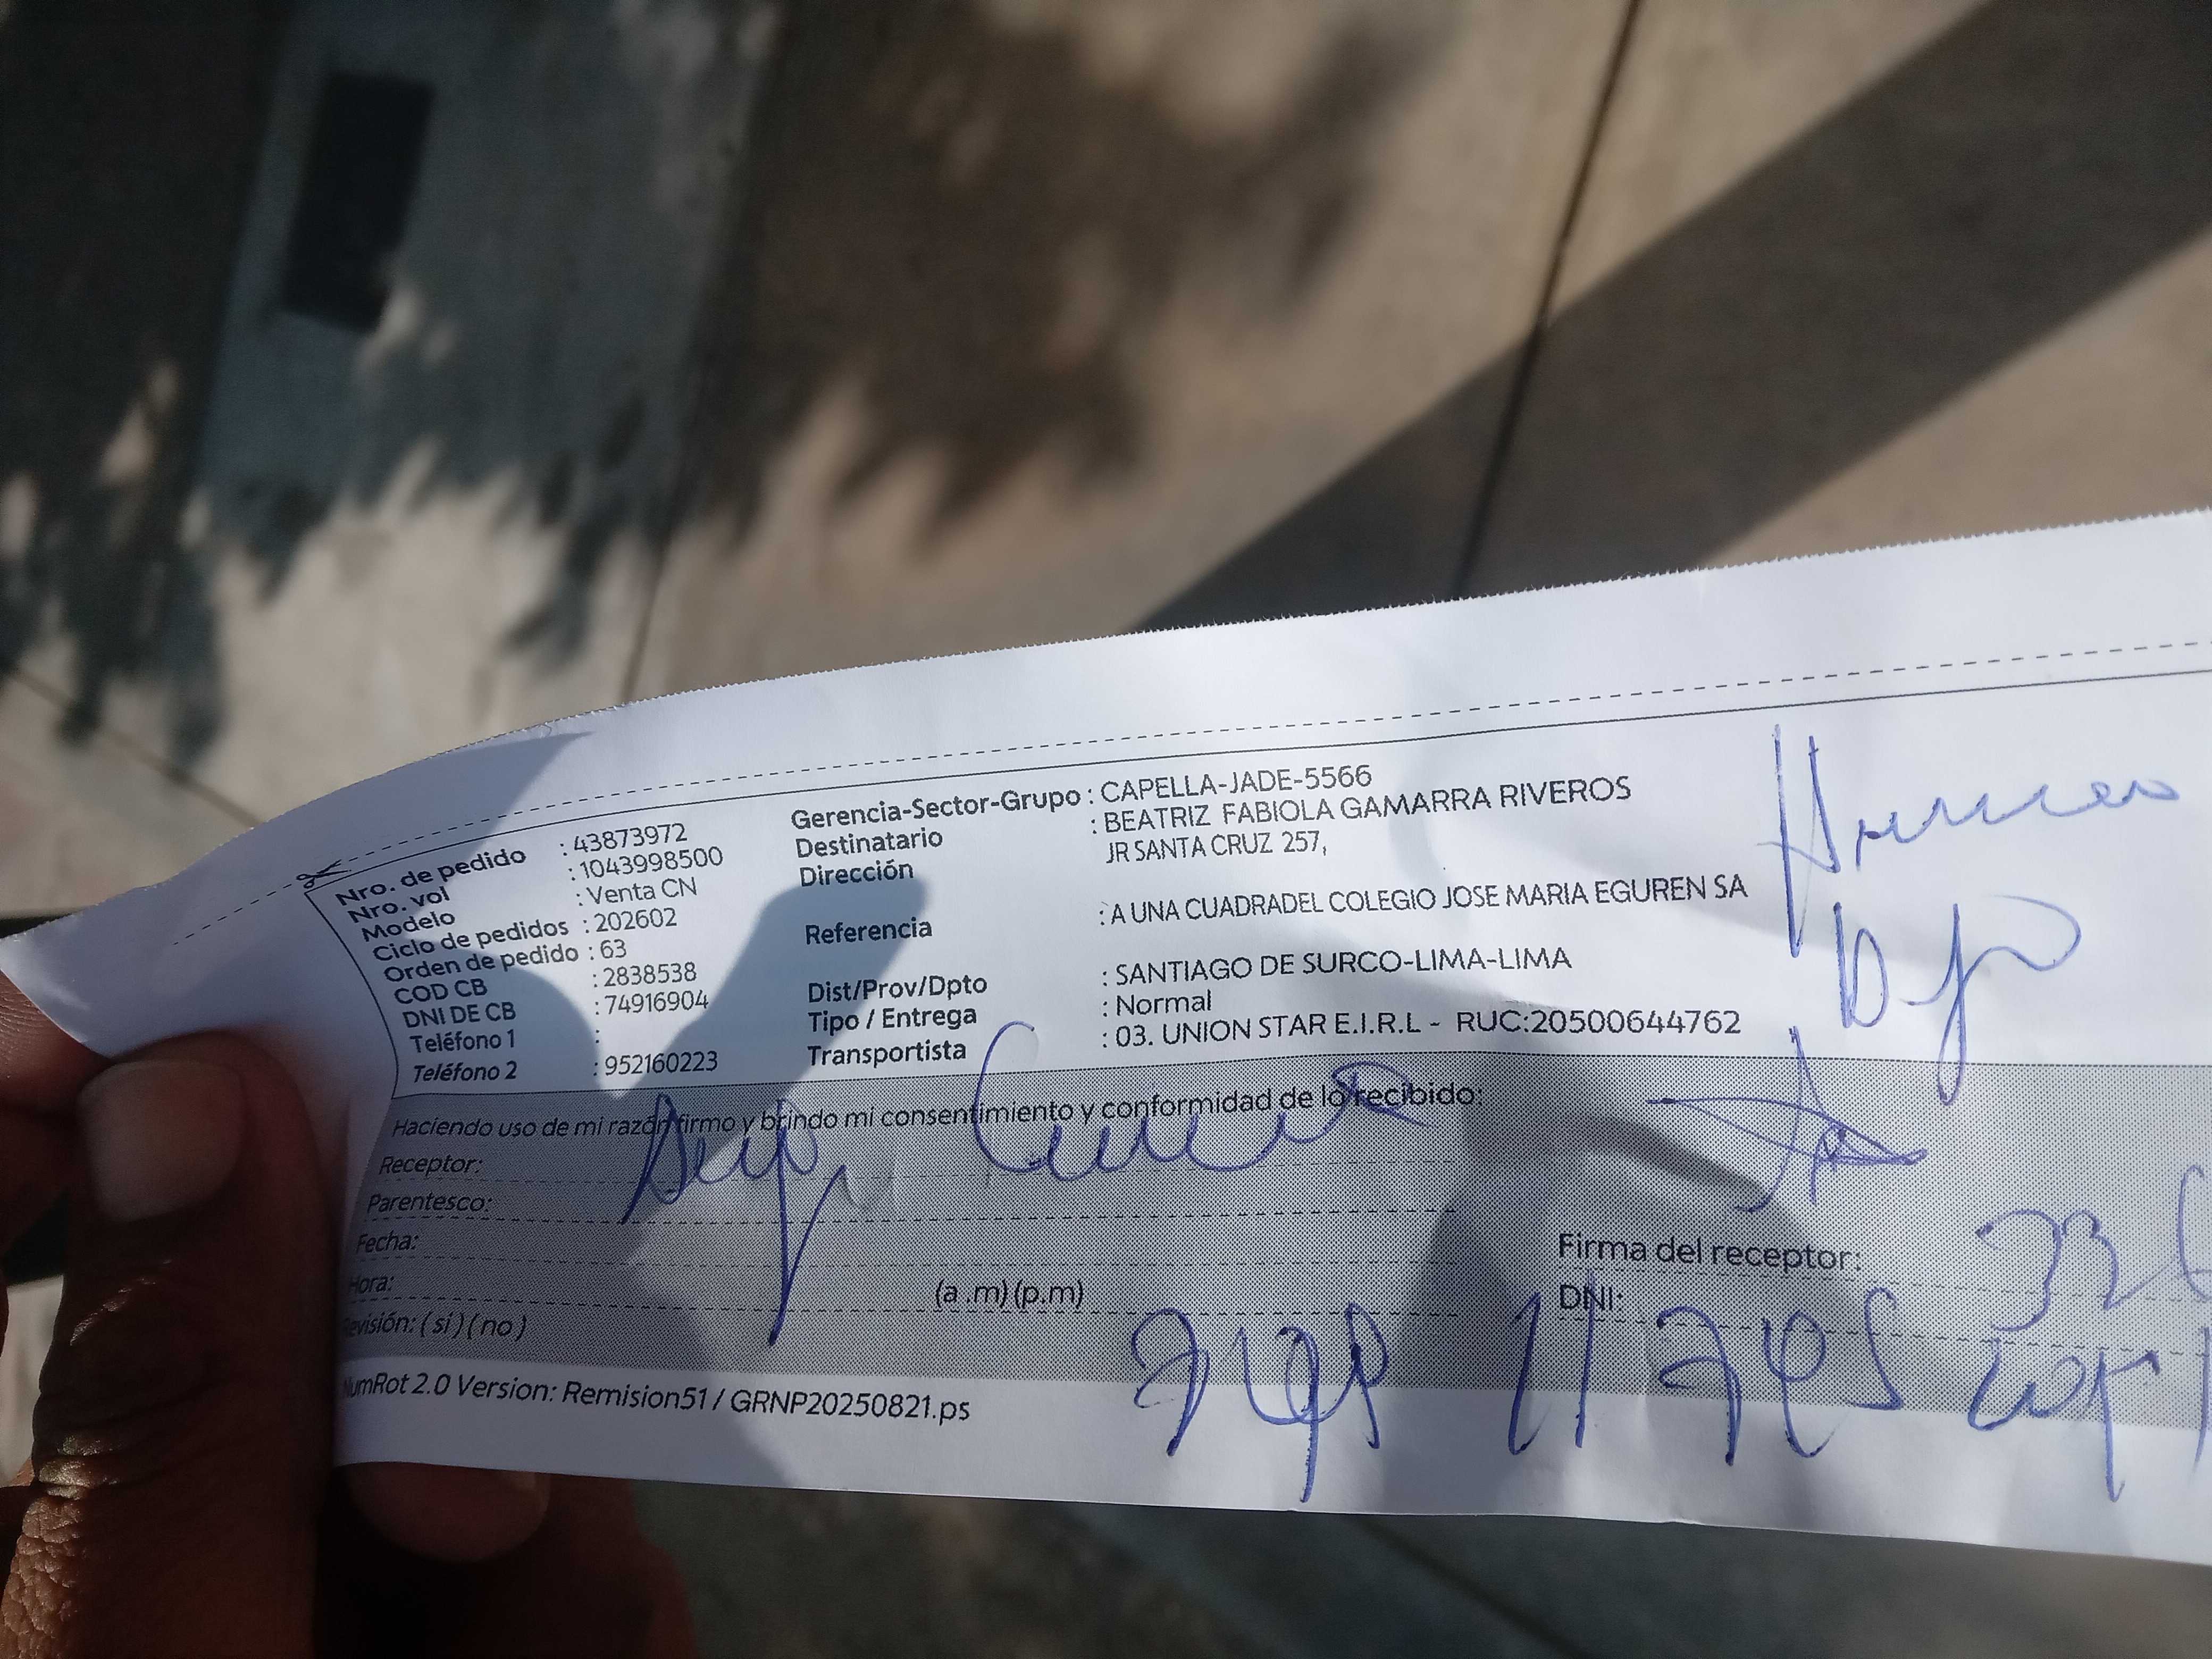 Nro. de pedido : 43873972
Nro. vol : 1043998500
Modelo : Venta CN
Ciclo de pedidos : 202602
Orden de pedido : 63
COD CB : 2838538
DNI DE CB : 74916904
Teléfono 1 :
Teléfono 2 : 952160223
Gerencia-Sector-Grupo : CAPELLA-JADE-5566
Destinatario : BEATRIZ FABIOLA GAMARRA RIVEROS
Dirección JR SANTA CRUZ 257,
Referencia : A UNA CUADRADEL COLEGIO JOSE MARIA EGUREN SA
Dist/Prov/Dpto : SANTIAGO DE SURCO-LIMA-LIMA
Tipo / Entrega : Normal
Transportista : 03. UNION STAR E.I.R.L - RUC:20500644762
Haciendo uso de mi razón firmo y brindo mi consentimiento y conformidad de lo recibido:
Receptor:
Parentesco:
Fecha:
Hora: (a .m) (p.m)
evisión: ( si ) ( no )
Firma del receptor:
DNI:
umRot 2.0 Version: Remision51 / GRNP20250821.ps